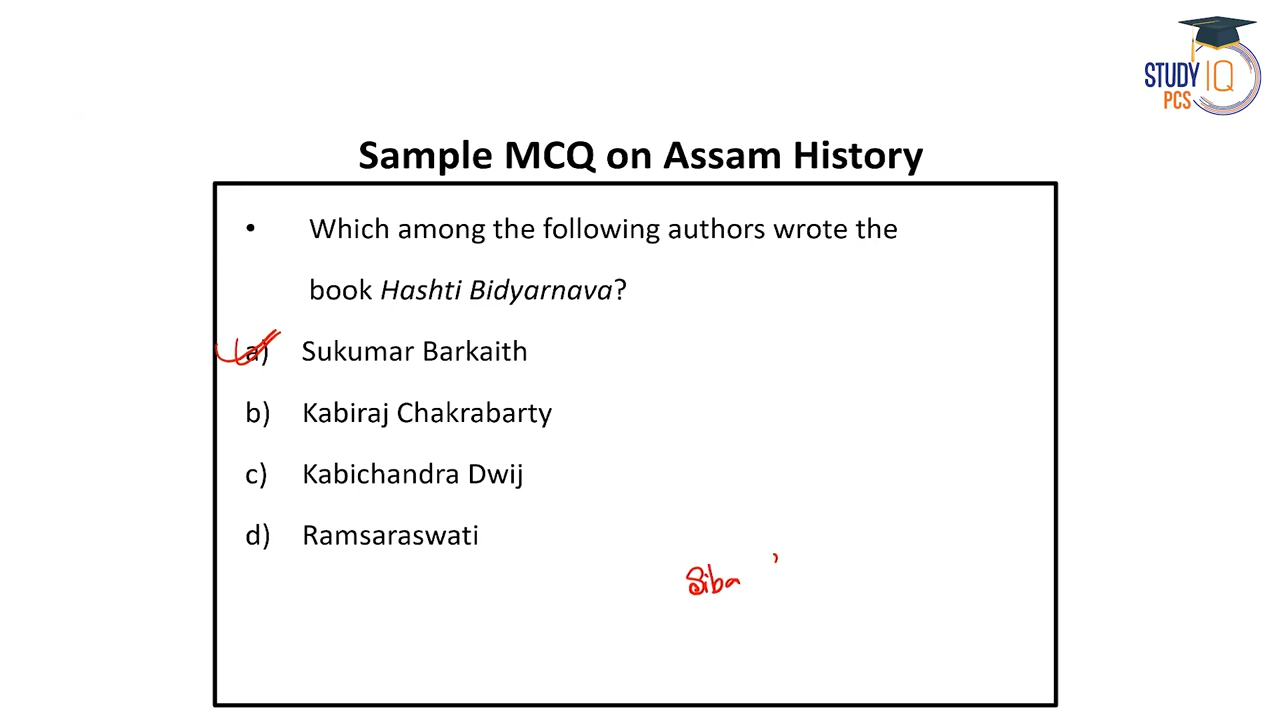 STUDY IQ
PCS
Sample MCQ on Assam History
• Which among the following authors wrote the
book Hashti Bidyarnava?
a) Sukumar Barkaith
b) Kabiraj Chakrabarty
c) Kabichandra Dwij
d) Ramsaraswati
Siba